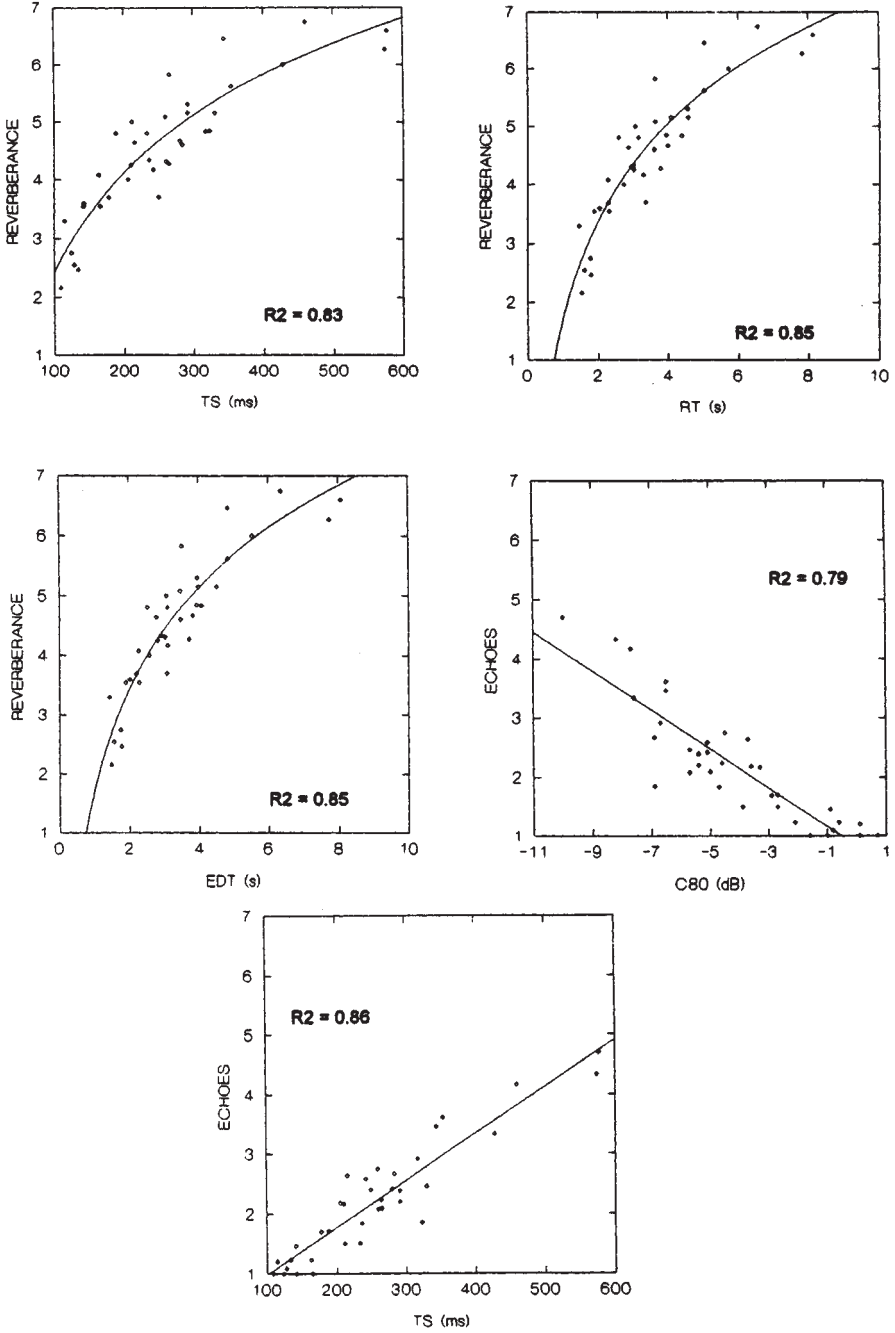 7
6
5
4
3
2
1
REVERBERANCE
R2 = 0.83
100 200 300 400 500 600
TS (ms)
7
6
5
4
3
2
1
REVERBERANCE
R2 = 0.85
0 2 4 6 8 10
RT (s)
7
6
5
4
3
2
1
REVERBERANCE
R2 = 0.85
0 2 4 6 8 10
EDT (s)
7
6
5
4
3
2
1
ECHOES
R2 = 0.79
-11 -9 -7 -5 -3 -1 1
C80 (dB)
7
6
5
4
3
2
1
ECHOES
R2 = 0.86
100 200 300 400 500 600
TS (ms)